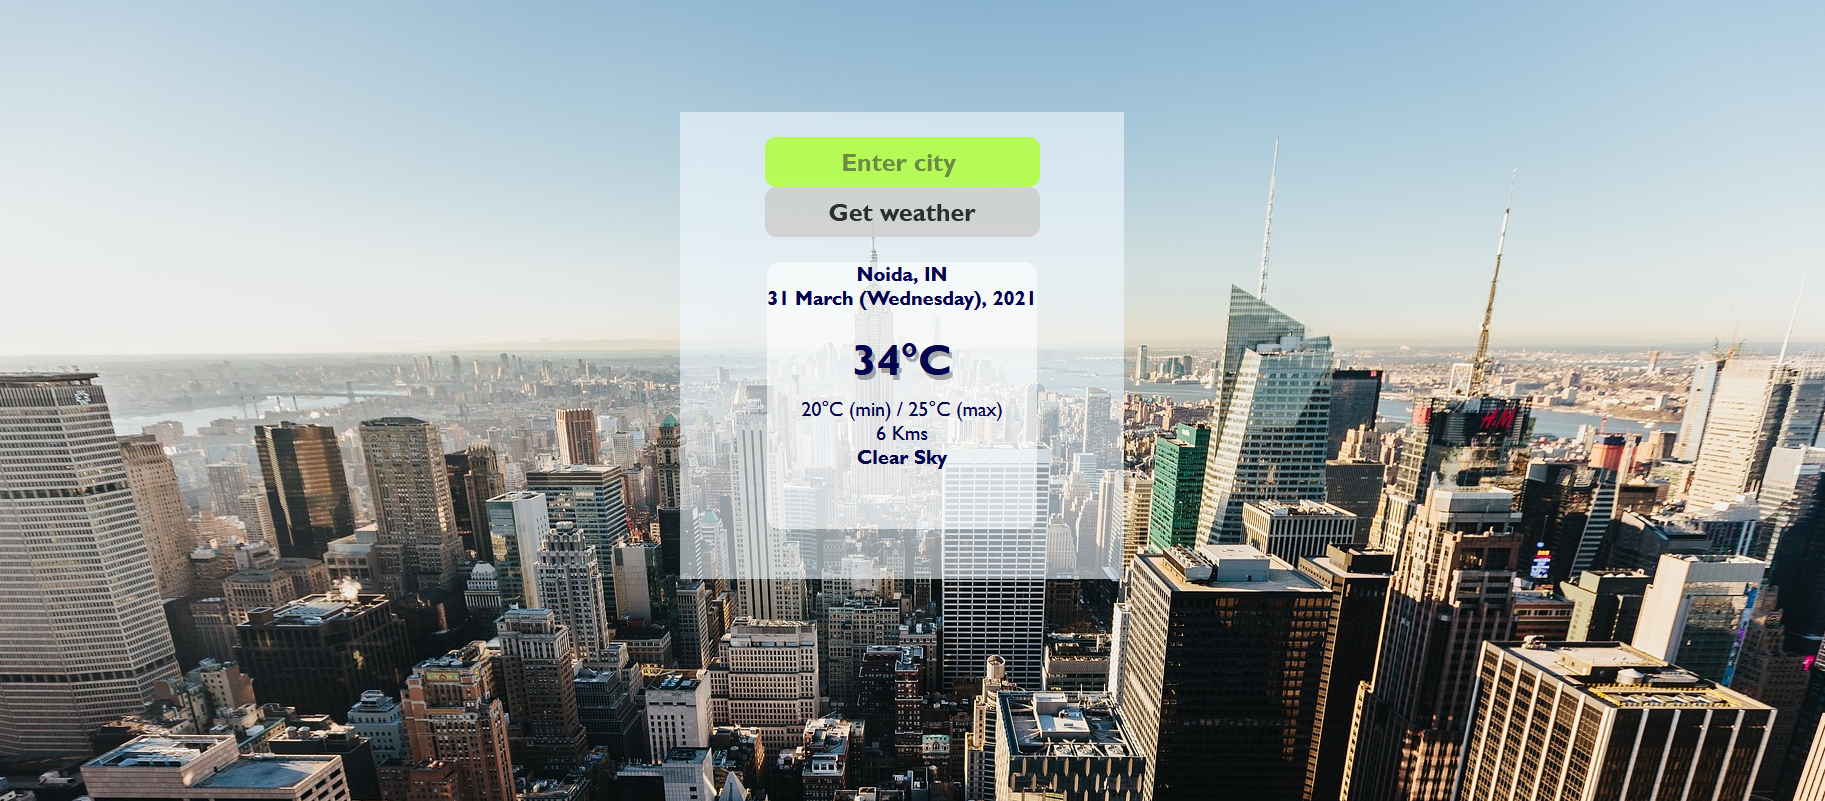 Enter city
Get weather
Noida, IN
31 March (Wednesday), 2021
34°C
20°C (min) / 25°C (max)
6 Kms
Clear Sky
H&M